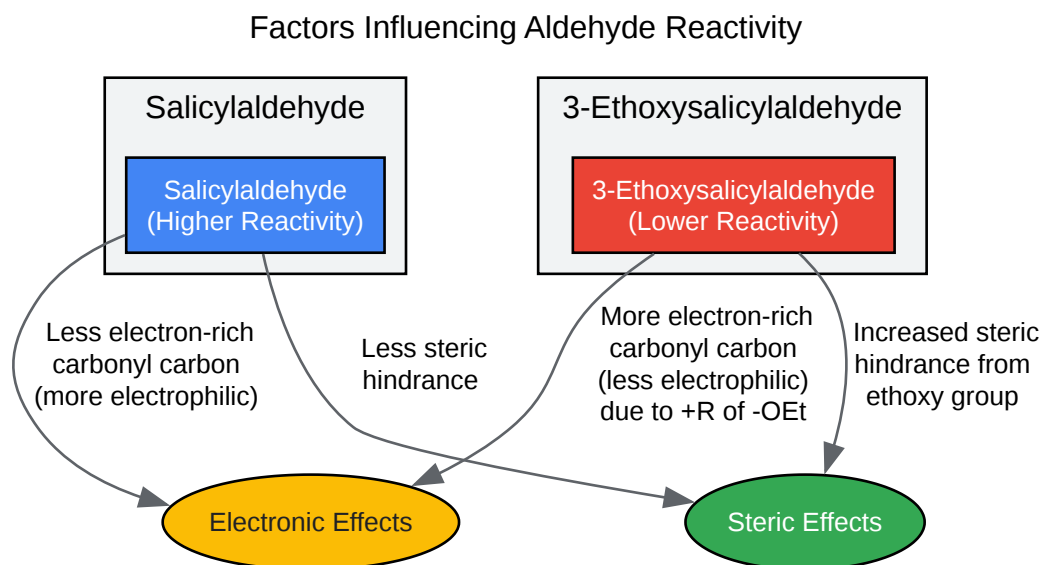 Factors Influencing Aldehyde Reactivity
Salicylaldehyde
3-Ethoxysalicylaldehyde
Salicylaldehyde
(Higher Reactivity)
3-Ethoxysalicylaldehyde
(Lower Reactivity)
Less electron-rich
carbonyl carbon
(more electrophilic)
Less steric
hindrance
More electron-rich
carbonyl carbon
(less electrophilic)
due to +R of -OEt
Increased steric
hindrance from
ethoxy group
Electronic Effects
Steric Effects